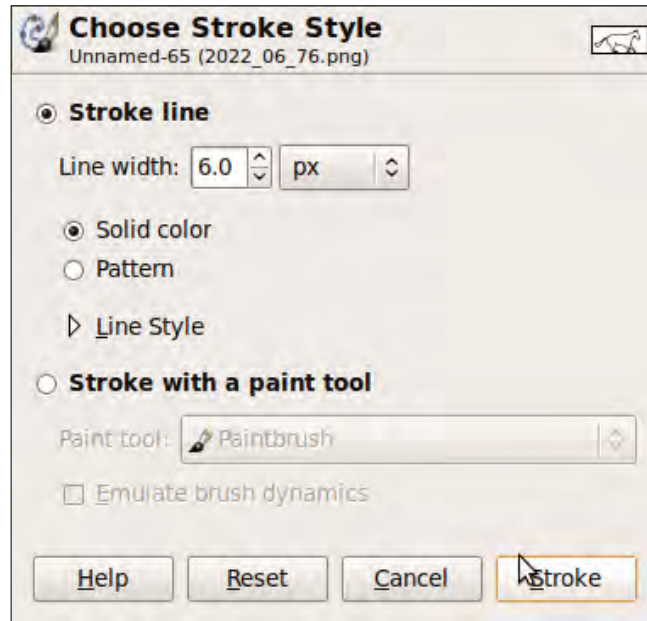 Choose Stroke Style
Unnamed-65 (2022_06_76.png)
Stroke line
Line width: 6.0 px
Solid color
Pattern
Line Style
Stroke with a paint tool
Paint tool: Paintbrush
Emulate brush dynamics
Help Reset Cancel Stroke